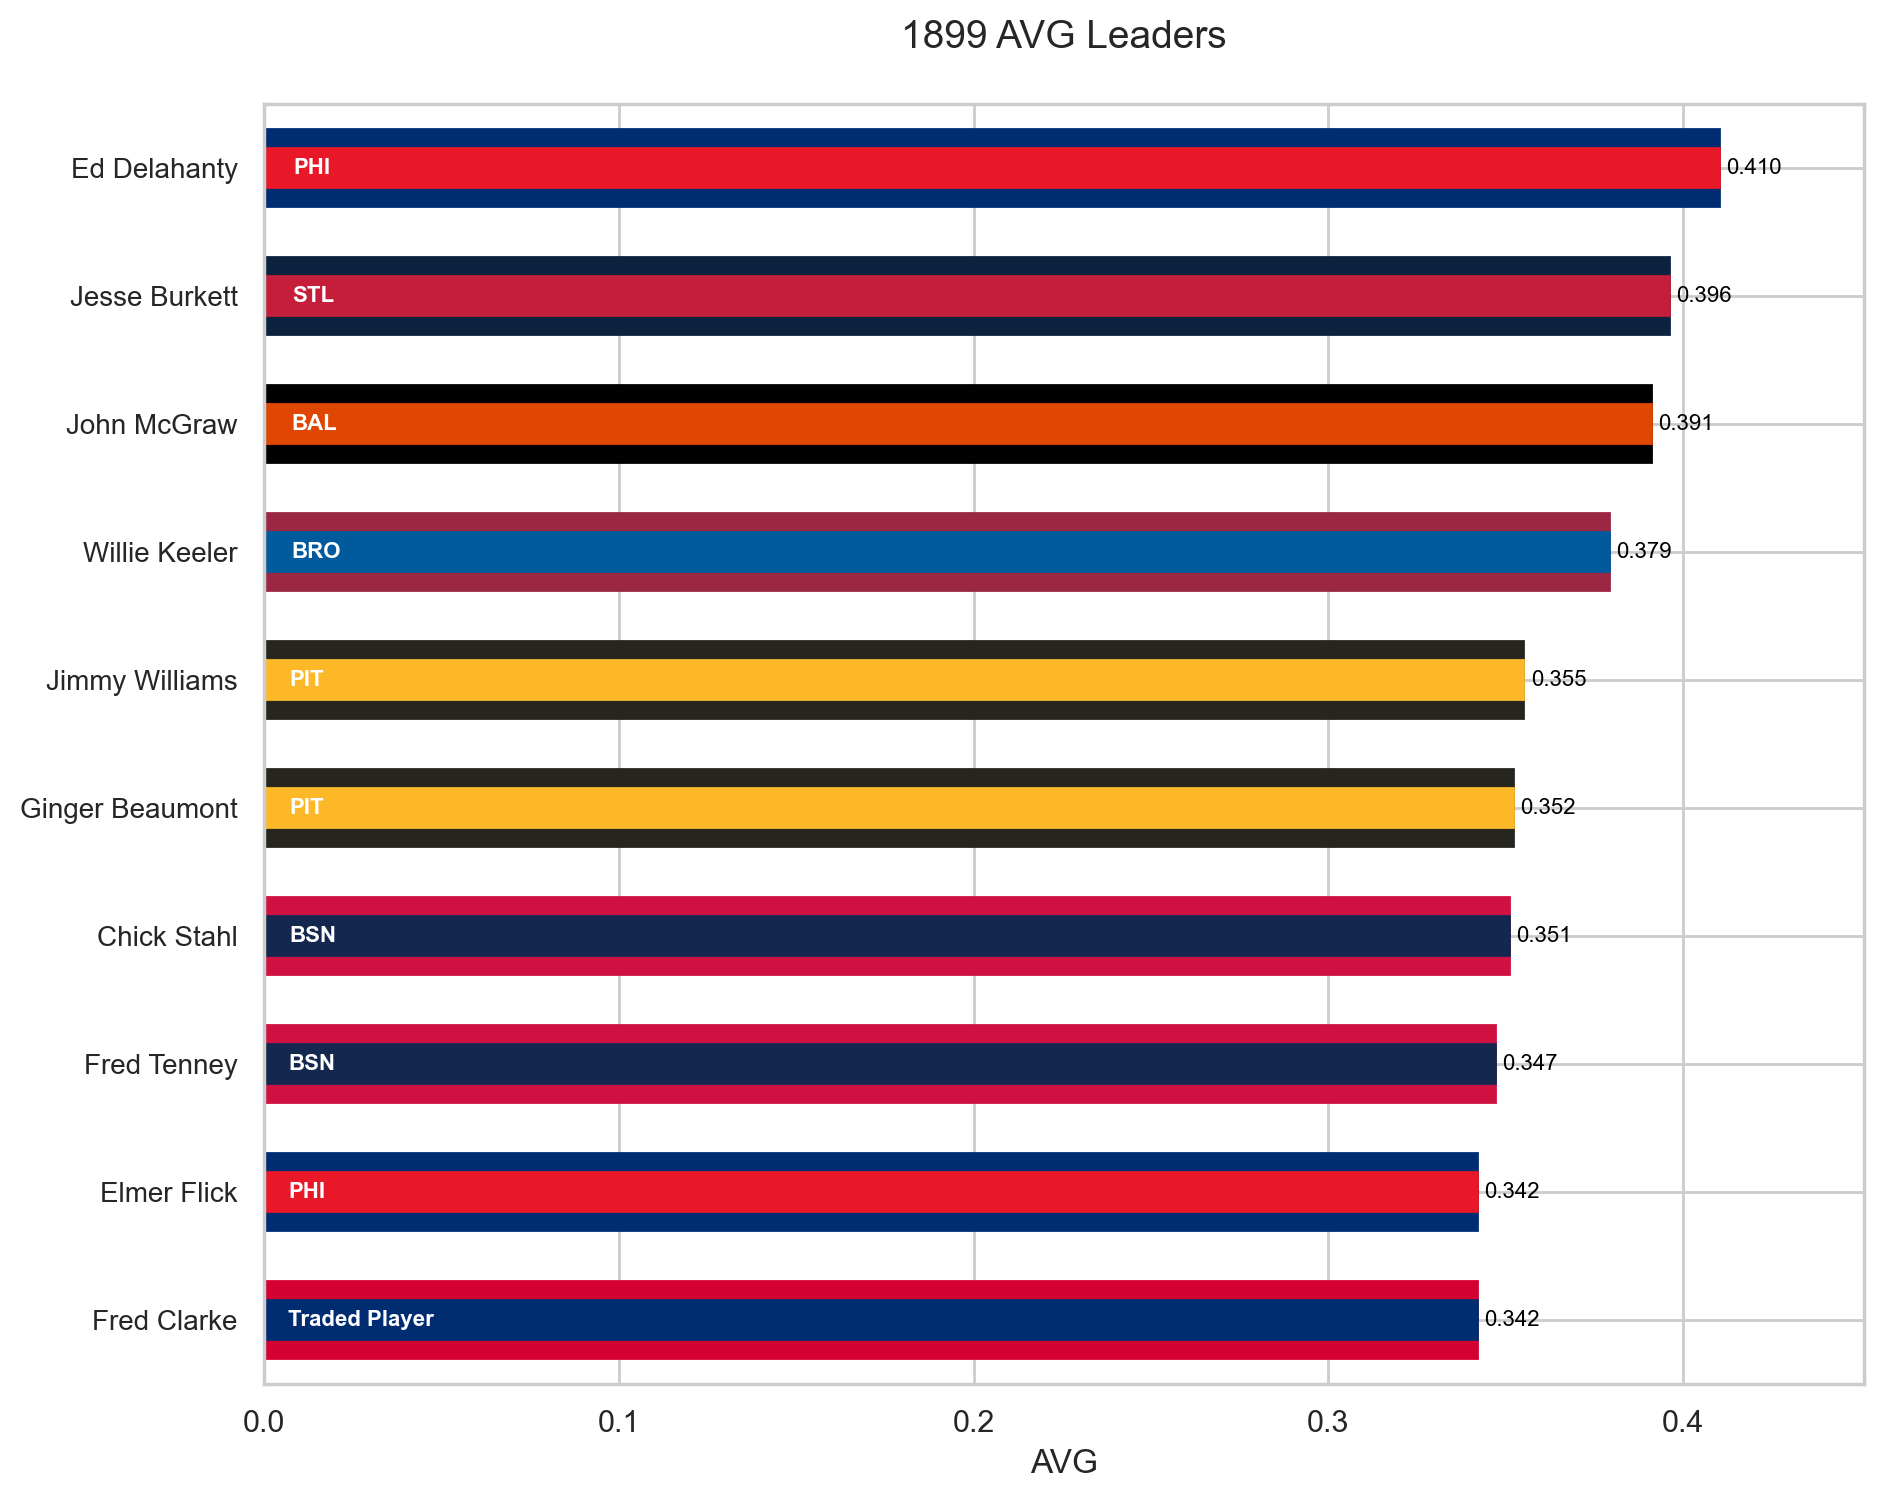 1899 AVG Leaders
Ed Delahanty PHI 0.410
Jesse Burkett STL 0.396
John McGraw BAL 0.391
Willie Keeler BRO 0.379
Jimmy Williams PIT 0.355
Ginger Beaumont PIT 0.352
Chick Stahl BSN 0.351
Fred Tenney BSN 0.347
Elmer Flick PHI 0.342
Fred Clarke Traded Player 0.342
0.0 0.1 0.2 0.3 0.4
AVG